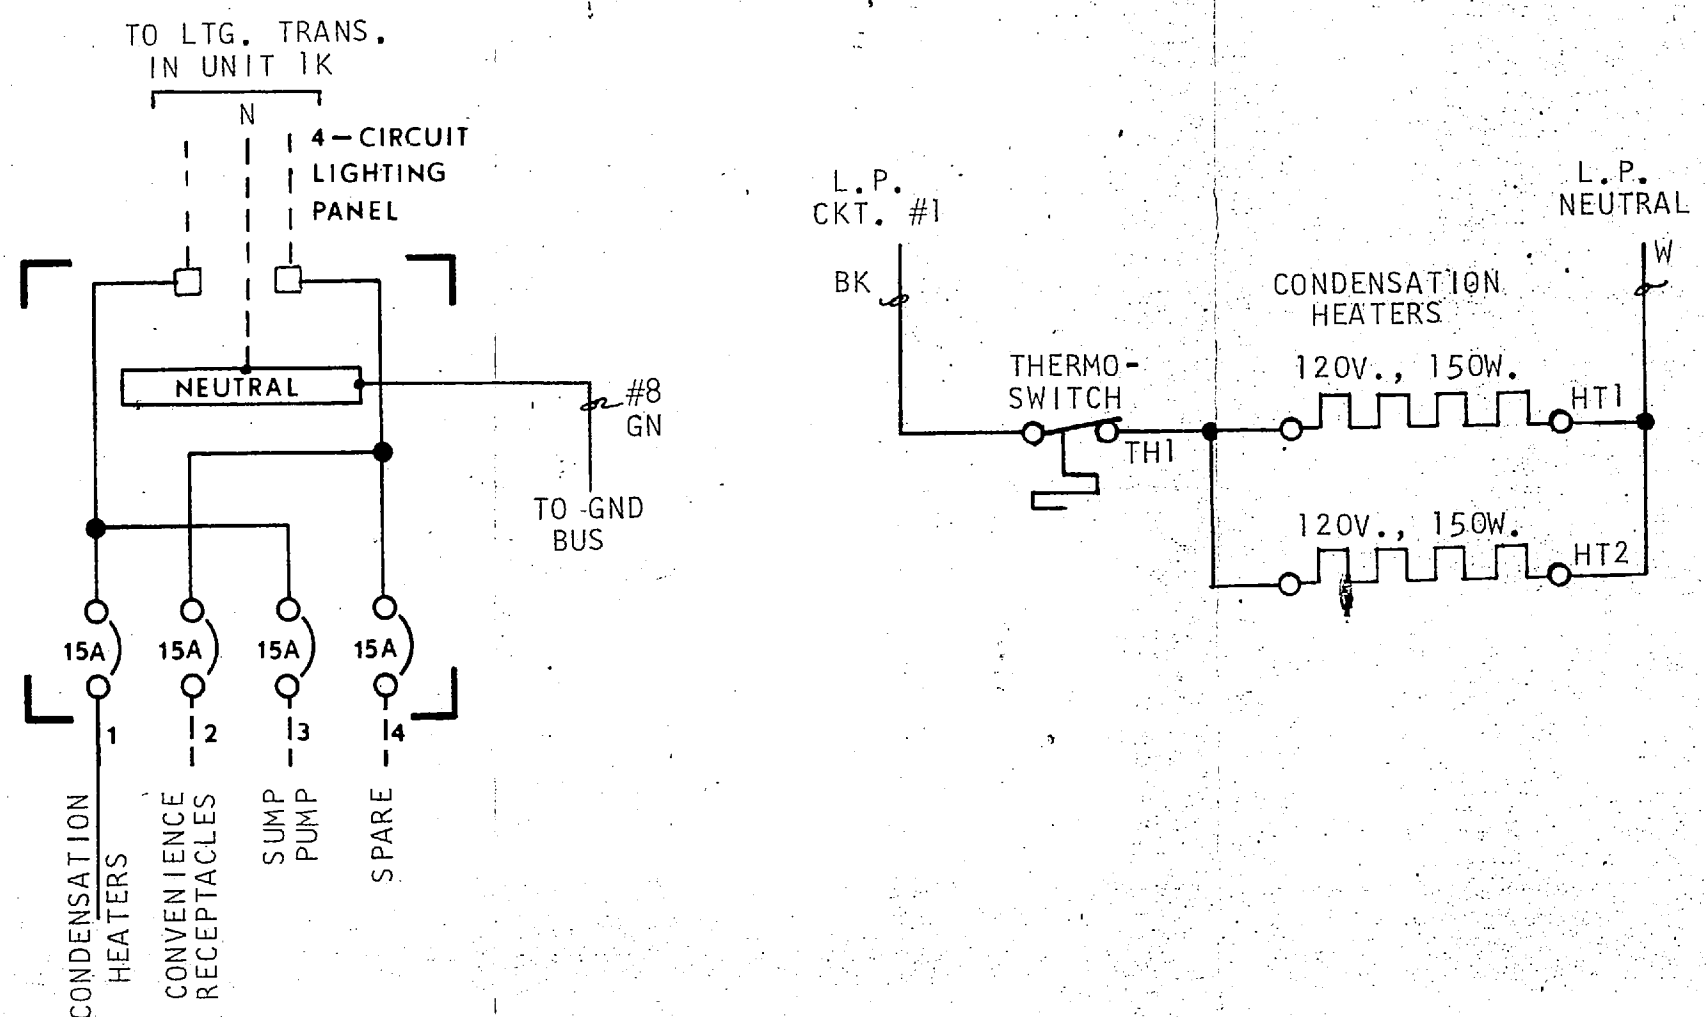 TO LTG. TRANS.
IN UNIT 1K
N
4-CIRCUIT
LIGHTING
PANEL
NEUTRAL
#8
GN
TO GND
BUS
15A
15A
15A
15A
1
2
3
4
CONDENSATION
HEATERS
CONVENIENCE
RECEPTACLES
SUMP
PUMP
SPARE
L.P.
CKT. #1
BK
THERMO-
SWITCH
TH1
CONDENSATION
HEATERS
120V., 150W.
HT1
120V., 150W.
HT2
L.P.
NEUTRAL
W